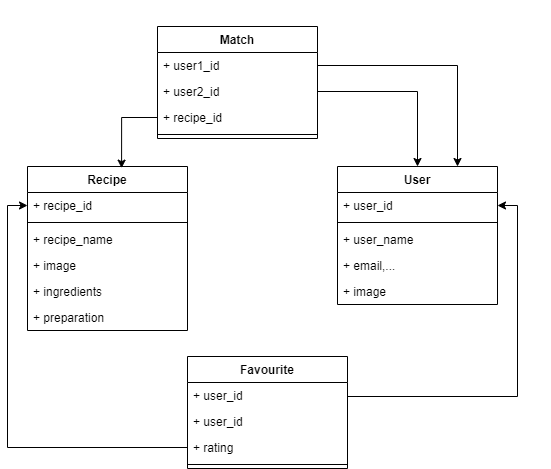 Match
+ user1_id
+ user2_id
+ recipe_id
Recipe
+ recipe_id
+ recipe_name
+ image
+ ingredients
+ preparation
User
+ user_id
+ user_name
+ email,...
+ image
Favourite
+ user_id
+ user_id
+ rating